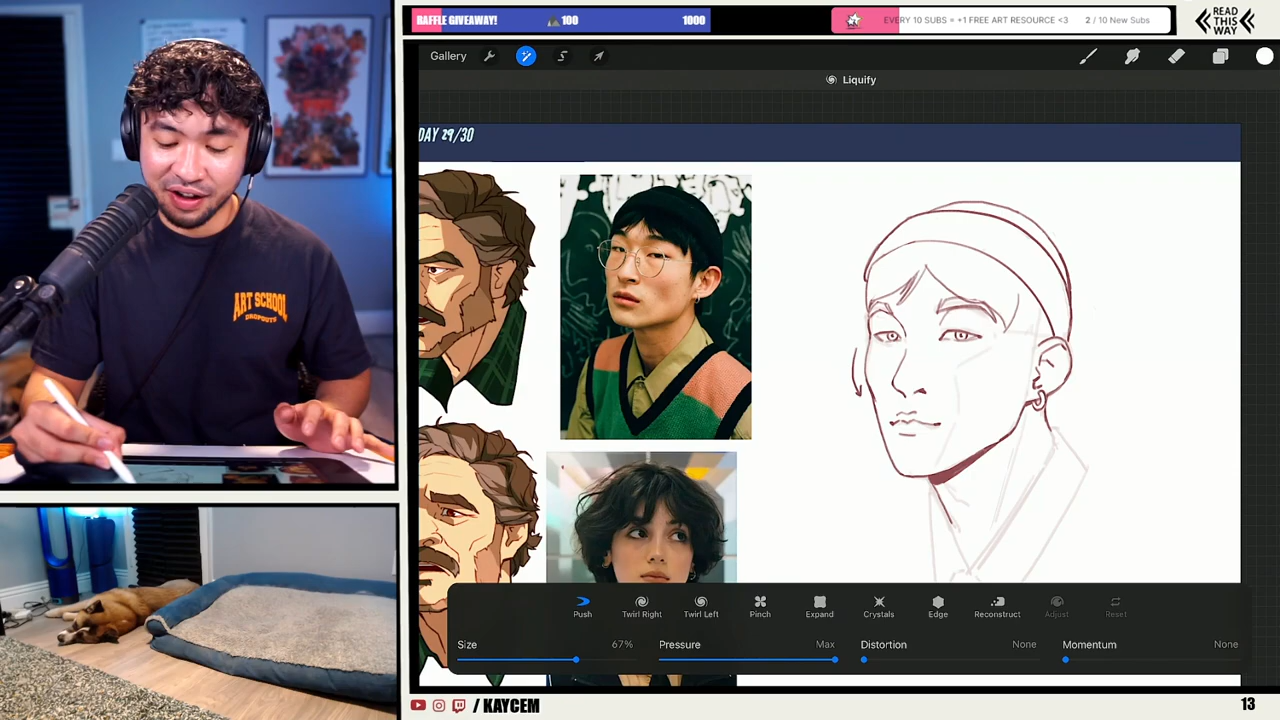 RAFFLE GIVEAWAY!
100
1000
EVERY 10 SUBS = +1 FREE ART RESOURCE <3
2 / 10 New Subs
READ
THIS
WAY
Gallery
Liquify
DAY 29/30
ART SCHOOL
DROPOUTS
Push
Twirl Right
Twirl Left
Pinch
Expand
Crystals
Edge
Reconstruct
Adjust
Reset
Size
67%
Pressure
Max
Distortion
None
Momentum
None
/ KAYCEM
13